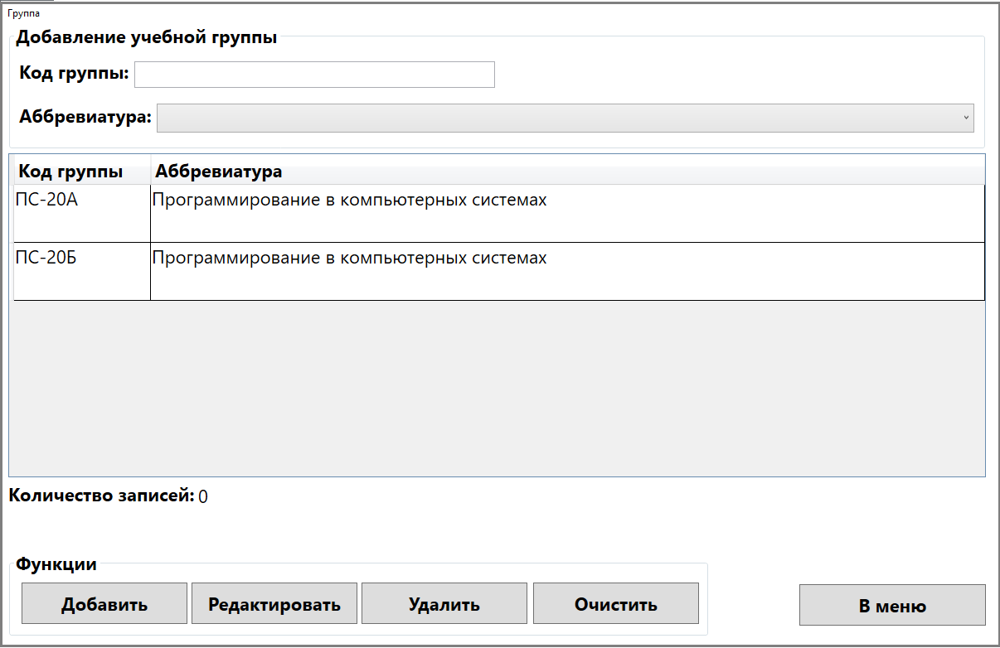 Группа
Добавление учебной группы
Код группы:
Аббревиатура:
Код группы Аббревиатура
ПС-20А Программирование в компьютерных системах
ПС-20Б Программирование в компьютерных системах
Количество записей: 0
Функции
Добавить Редактировать Удалить Очистить В меню